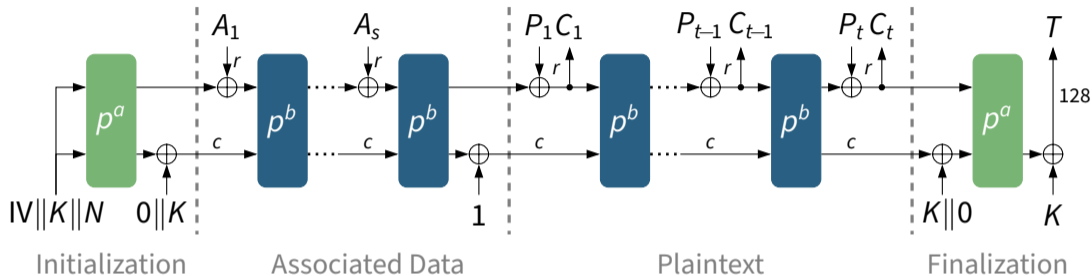 A₁ Aₛ P₁ C₁ Pₜ₋₁ Cₜ₋₁ Pₜ Cₜ T
r r r r r
pᵃ pᵇ pᵇ pᵇ pᵇ pᵃ 128
c c c c c
IV‖K‖N 0‖K 1 K‖0 K
Initialization Associated Data Plaintext Finalization